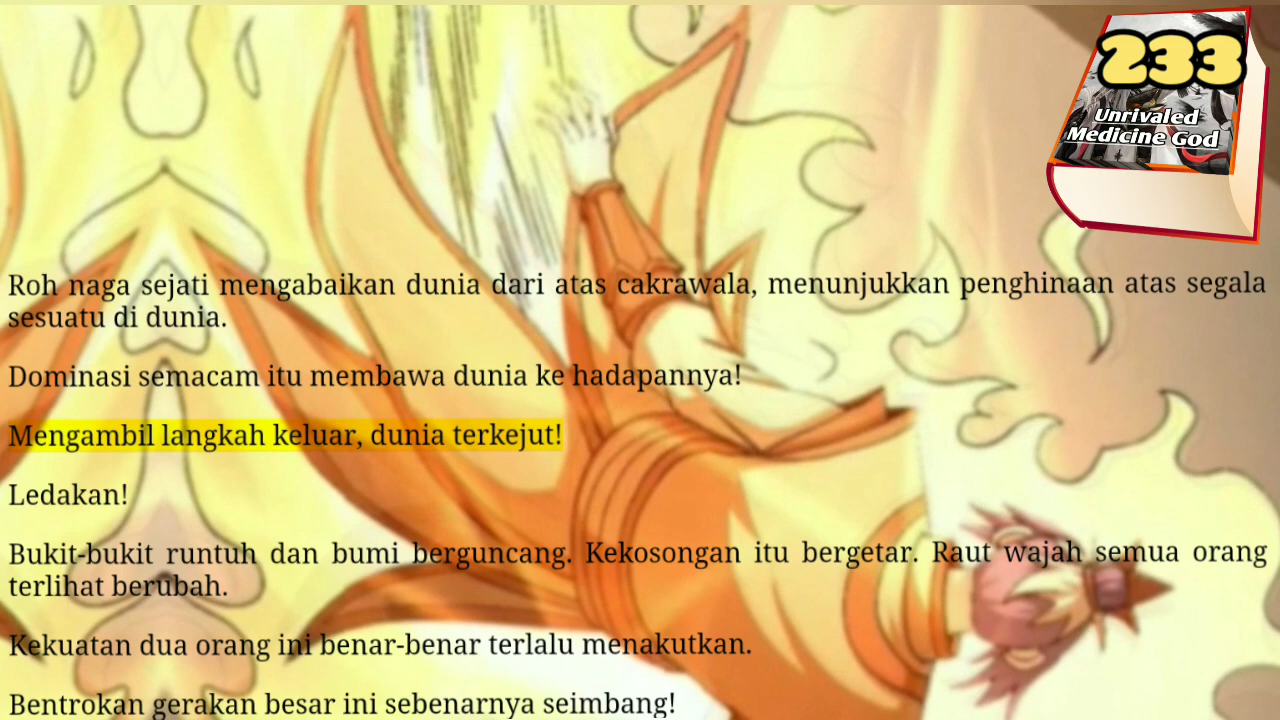 233
Unrivaled
Medicine God
Roh naga sejati mengabaikan dunia dari atas cakrawala, menunjukkan penghinaan atas segala
sesuatu di dunia.
Dominasi semacam itu membawa dunia ke hadapannya!
Mengambil langkah keluar, dunia terkejut!
Ledakan!
Bukit-bukit runtuh dan bumi berguncang. Kekosongan itu bergetar. Raut wajah semua orang
terlihat berubah.
Kekuatan dua orang ini benar-benar terlalu menakutkan.
Bentrokan gerakan besar ini sebenarnya seimbang!